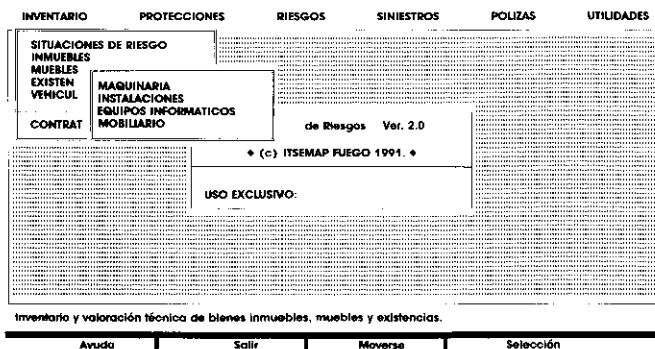 INVENTARIO PROTECCIONES RIESGOS SINIESTROS POLIZAS UTILIDADES
SITUACIONES DE RIESGO
INMUEBLES
MUEBLES
EXISTEN
VEHICUL
CONTRAT
MAQUINARIA
INSTALACIONES
EQUIPOS INFORMATICOS
MOBILIARIO
de Riesgos Ver. 2.0
♦ (c) ITSEMAP FUEGO 1991. ♦
USO EXCLUSIVO:
Inventario y valoración técnica de bienes inmuebles, muebles y existencias.
Ayuda Salir Moverse Selección